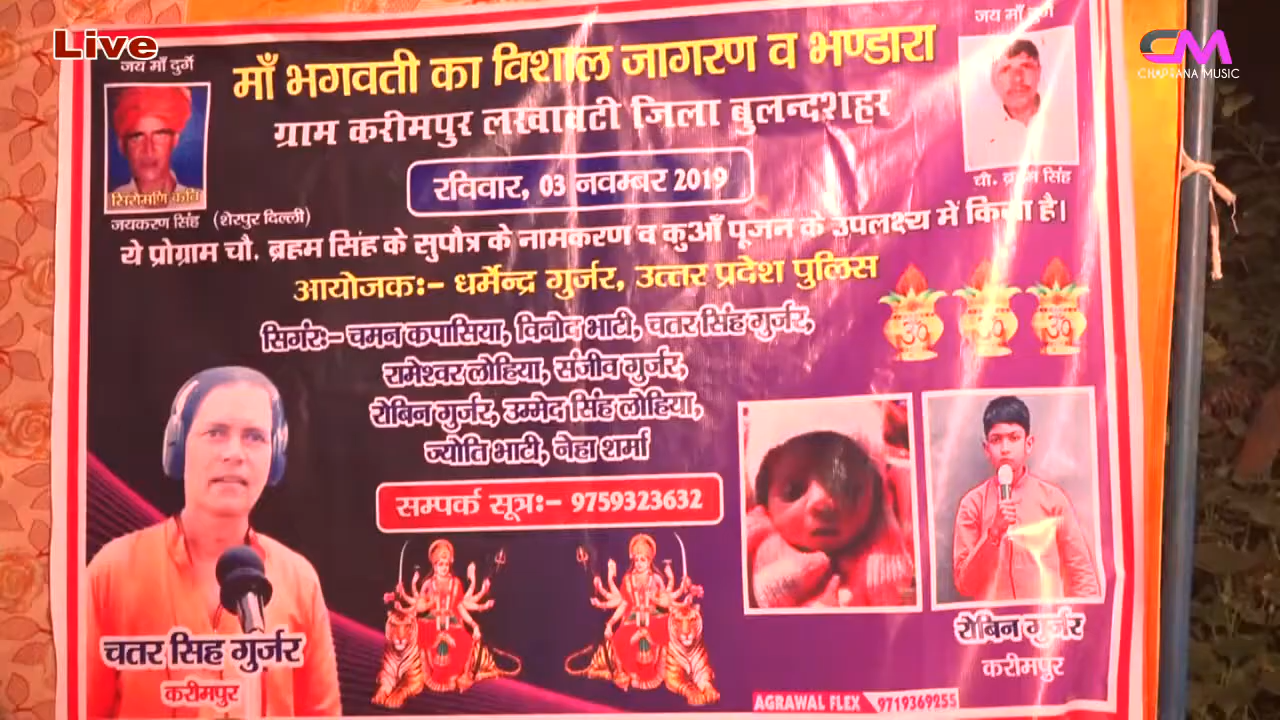 Live
CM
CHAPRANA MUSIC
जय माँ दुर्गे
जय माँ दुर्गे
माँ भगवती का विशाल जागरण व भण्डारा
ग्राम करीमपुर लखावटी जिला बुलन्दशहर
रविवार, 03 नवम्बर 2019
सिरोमणि कवि
जयकरण सिंह (शेरपुर दिल्ली)
चौ. ब्रहम सिंह
ये प्रोग्राम चौ. ब्रहम सिंह के सुपौत्र के नामकरण व कुआँ पूजन के उपलक्ष्य में किया है।
आयोजक:- धर्मेन्द्र गुर्जर, उत्तर प्रदेश पुलिस
सिगंर:- चमन कपासिया, विनोद भाटी, चतर सिंह गुर्जर,
रामेश्वर लोहिया, संजीव गुर्जर,
रोबिन गुर्जर, उम्मेद सिंह लोहिया,
ज्योति भाटी, नेहा शर्मा
ॐ ॐ ॐ
सम्पर्क सूत्र:- 9759323632
चतर सिह गुर्जर
करीमपुर
रोबिन गुर्जर
करीमपुर
AGRAWAL FLEX 9719369255